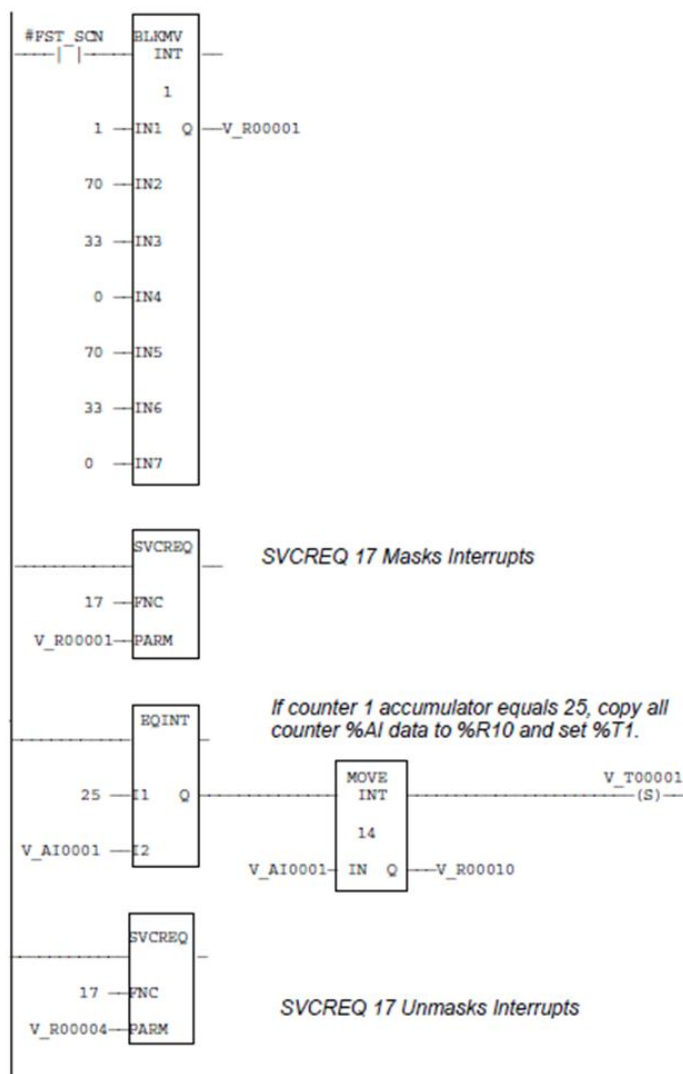 #FST_SCN BLKMV
INT
1
1 IN1 Q V_R00001
70 IN2
33 IN3
0 IN4
70 IN5
33 IN6
0 IN7
SVCREQ
SVCREQ 17 Masks Interrupts
17 FNC
V_R00001 PARM
If counter 1 accumulator equals 25, copy all
counter %AI data to %R10 and set %T1.
EQINT
MOVE
INT
V_T00001
25 I1 Q
(S)
14
V_AI0001 I2
V_AI0001 IN Q V_R00010
SVCREQ
17 FNC
SVCREQ 17 Unmasks Interrupts
V_R00004 PARM